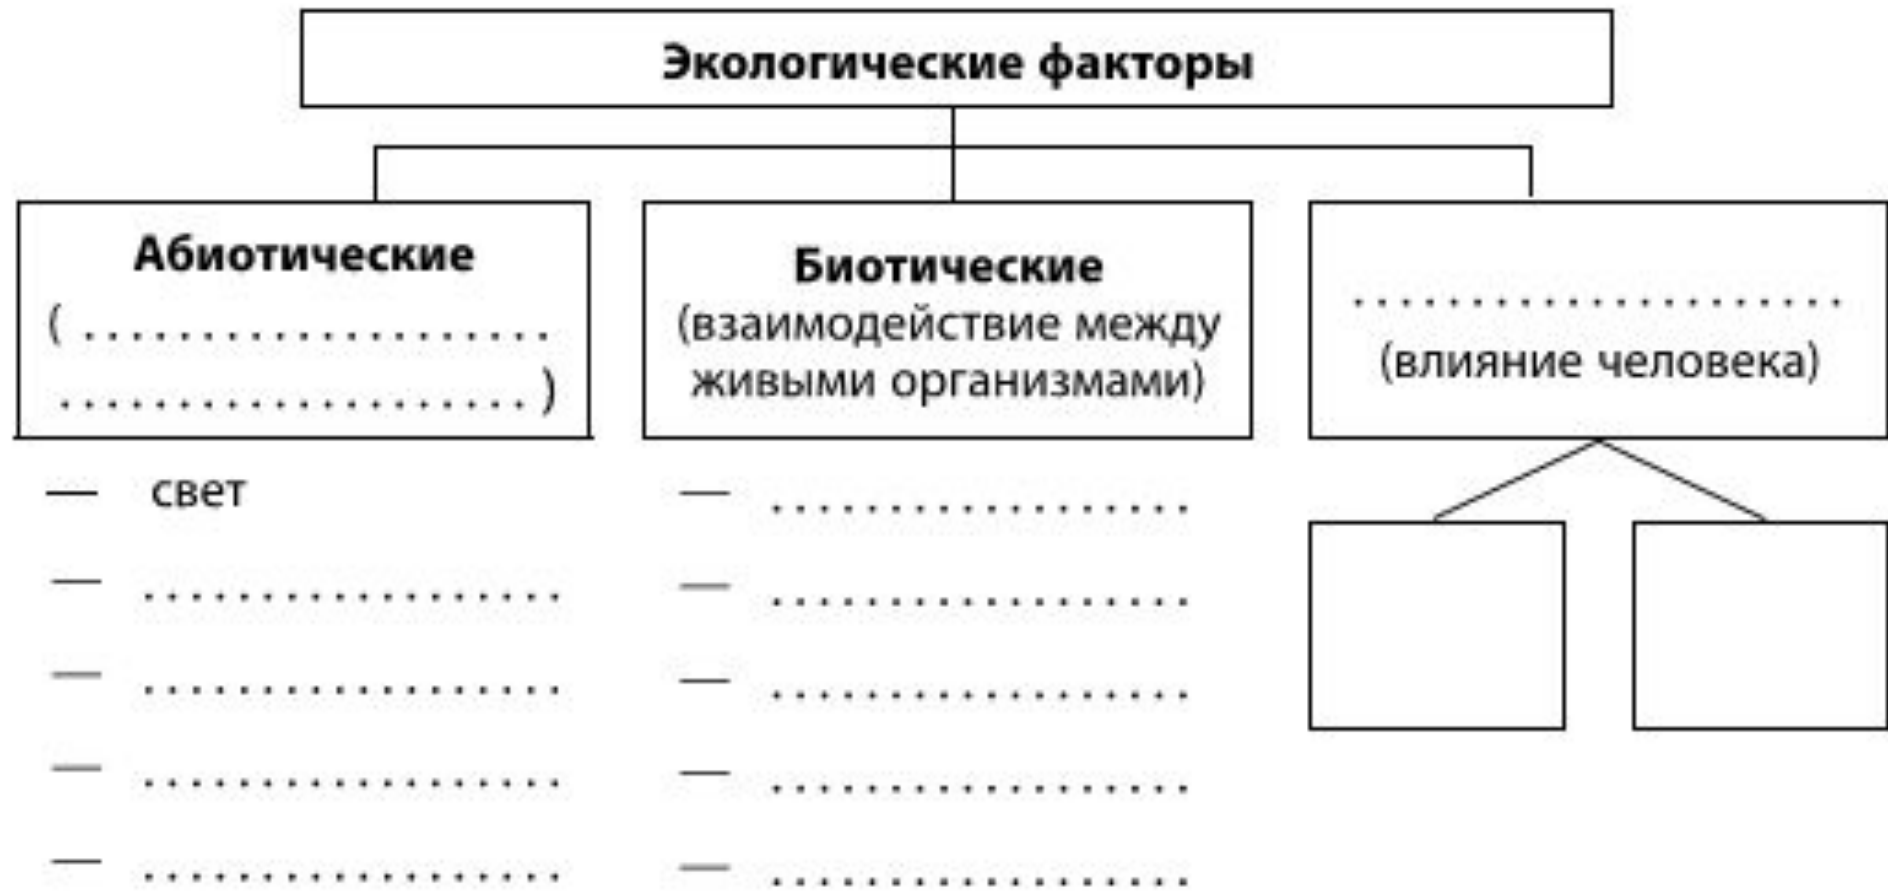 Экологические факторы
Абиотические
( . . . . . . . . . . . . . . . . . . . .
. . . . . . . . . . . . . . . . . . . . )
Биотические
(взаимодействие между
живыми организмами)
. . . . . . . . . . . . . . . . . . . . .
(влияние человека)
— свет
— . . . . . . . . . . . . . . . . . .
— . . . . . . . . . . . . . . . . . .
— . . . . . . . . . . . . . . . . . .
— . . . . . . . . . . . . . . . . . .
— . . . . . . . . . . . . . . . . . .
— . . . . . . . . . . . . . . . . . .
— . . . . . . . . . . . . . . . . . .
— . . . . . . . . . . . . . . . . . .
— . . . . . . . . . . . . . . . . . .